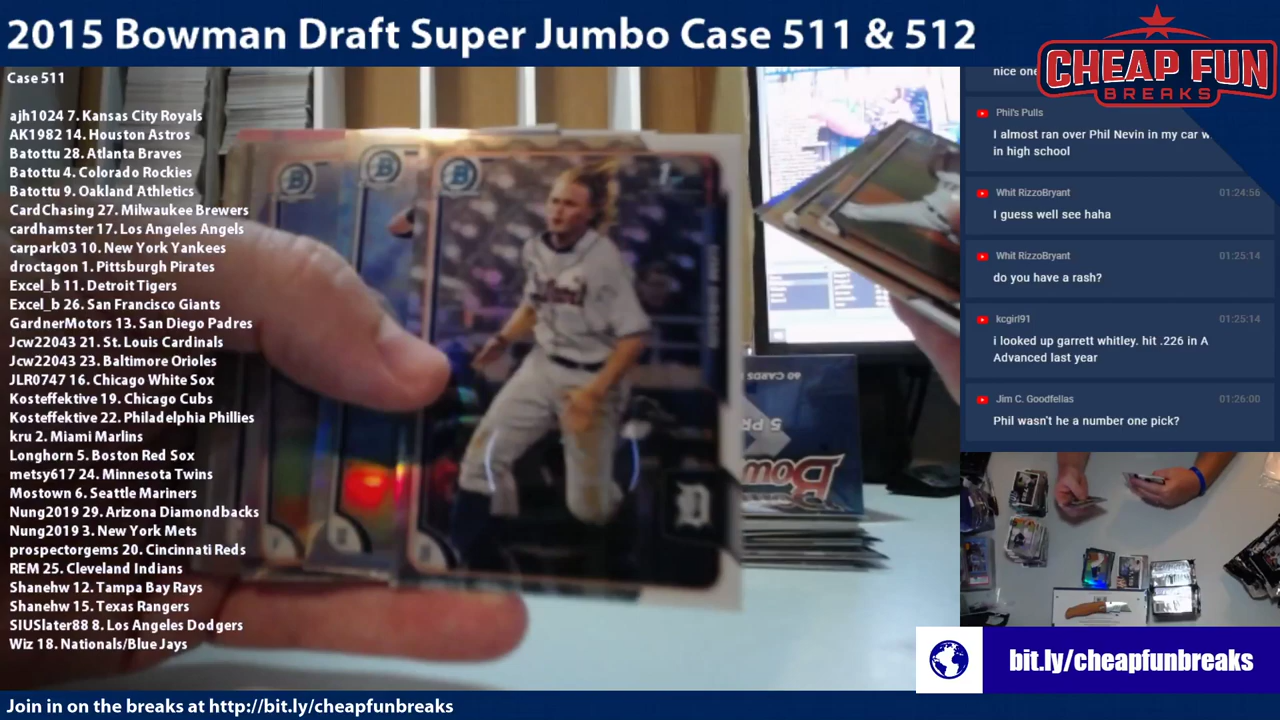 2015 Bowman Draft Super Jumbo Case 511 & 512
CHEAP FUN
BREAKS
Case 511
ajh1024 7. Kansas City Royals
AK1982 14. Houston Astros
Batottu 28. Atlanta Braves
Batottu 4. Colorado Rockies
Batottu 9. Oakland Athletics
CardChasing 27. Milwaukee Brewers
cardhamster 17. Los Angeles Angels
carpark03 10. New York Yankees
droctagon 1. Pittsburgh Pirates
Excel_b 11. Detroit Tigers
Excel_b 26. San Francisco Giants
GardnerMotors 13. San Diego Padres
Jcw22043 21. St. Louis Cardinals
Jcw22043 23. Baltimore Orioles
JLR0747 16. Chicago White Sox
Kosteffektive 19. Chicago Cubs
Kosteffektive 22. Philadelphia Phillies
kru 2. Miami Marlins
Longhorn 5. Boston Red Sox
metsy617 24. Minnesota Twins
Mostown 6. Seattle Mariners
Nung2019 29. Arizona Diamondbacks
Nung2019 3. New York Mets
prospectorgems 20. Cincinnati Reds
REM 25. Cleveland Indians
Shanehw 12. Tampa Bay Rays
Shanehw 15. Texas Rangers
SIUSlater88 8. Los Angeles Dodgers
Wiz 18. Nationals/Blue Jays
nice one
Phil's Pulls
I almost ran over Phil Nevin in my car w
in high school
Whit RizzoBryant 01:24:56
I guess well see haha
Whit RizzoBryant 01:25:14
do you have a rash?
kcgirl91 01:25:14
i looked up garrett whitley. hit .226 in A
Advanced last year
Jim C. Goodfellas 01:26:00
Phil wasn't he a number one pick?
B
B
B
1st
D
60 CARDS
5 PR
Bowm
bit.ly/cheapfunbreaks
Join in on the breaks at http://bit.ly/cheapfunbreaks